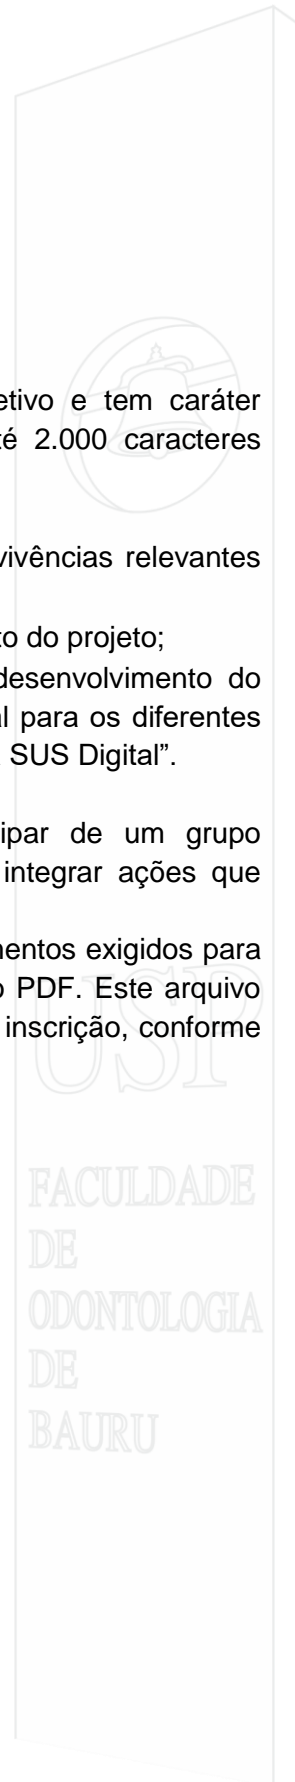 etivo e tem caráter
té 2.000 caracteres
vivências relevantes
to do projeto;
desenvolvimento do
al para os diferentes
SUS Digital”.
ipar de um grupo
integrar ações que
mentos exigidos para
o PDF. Este arquivo
inscrição, conforme
USP
FACULDADE
DE
ODONTOLOGIA
DE
BAURU